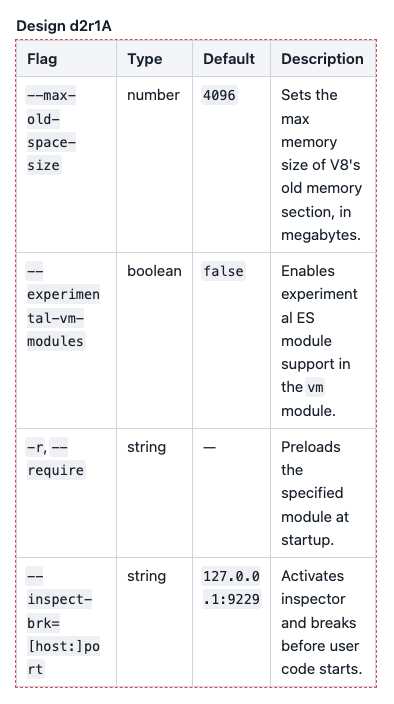 Design d2r1A
Flag Type Default Description
--max- number 4096 Sets the
old- max
space- memory
size size of V8's
old memory
section, in
megabytes.
-- boolean false Enables
experimen experiment
tal-vm- al ES
modules module
support in
the vm
module.
-r, -- string — Preloads
require the
specified
module at
startup.
-- string 127.0.0 Activates
inspect- .1:9229 inspector
brk= and breaks
[host:]po before user
rt code starts.